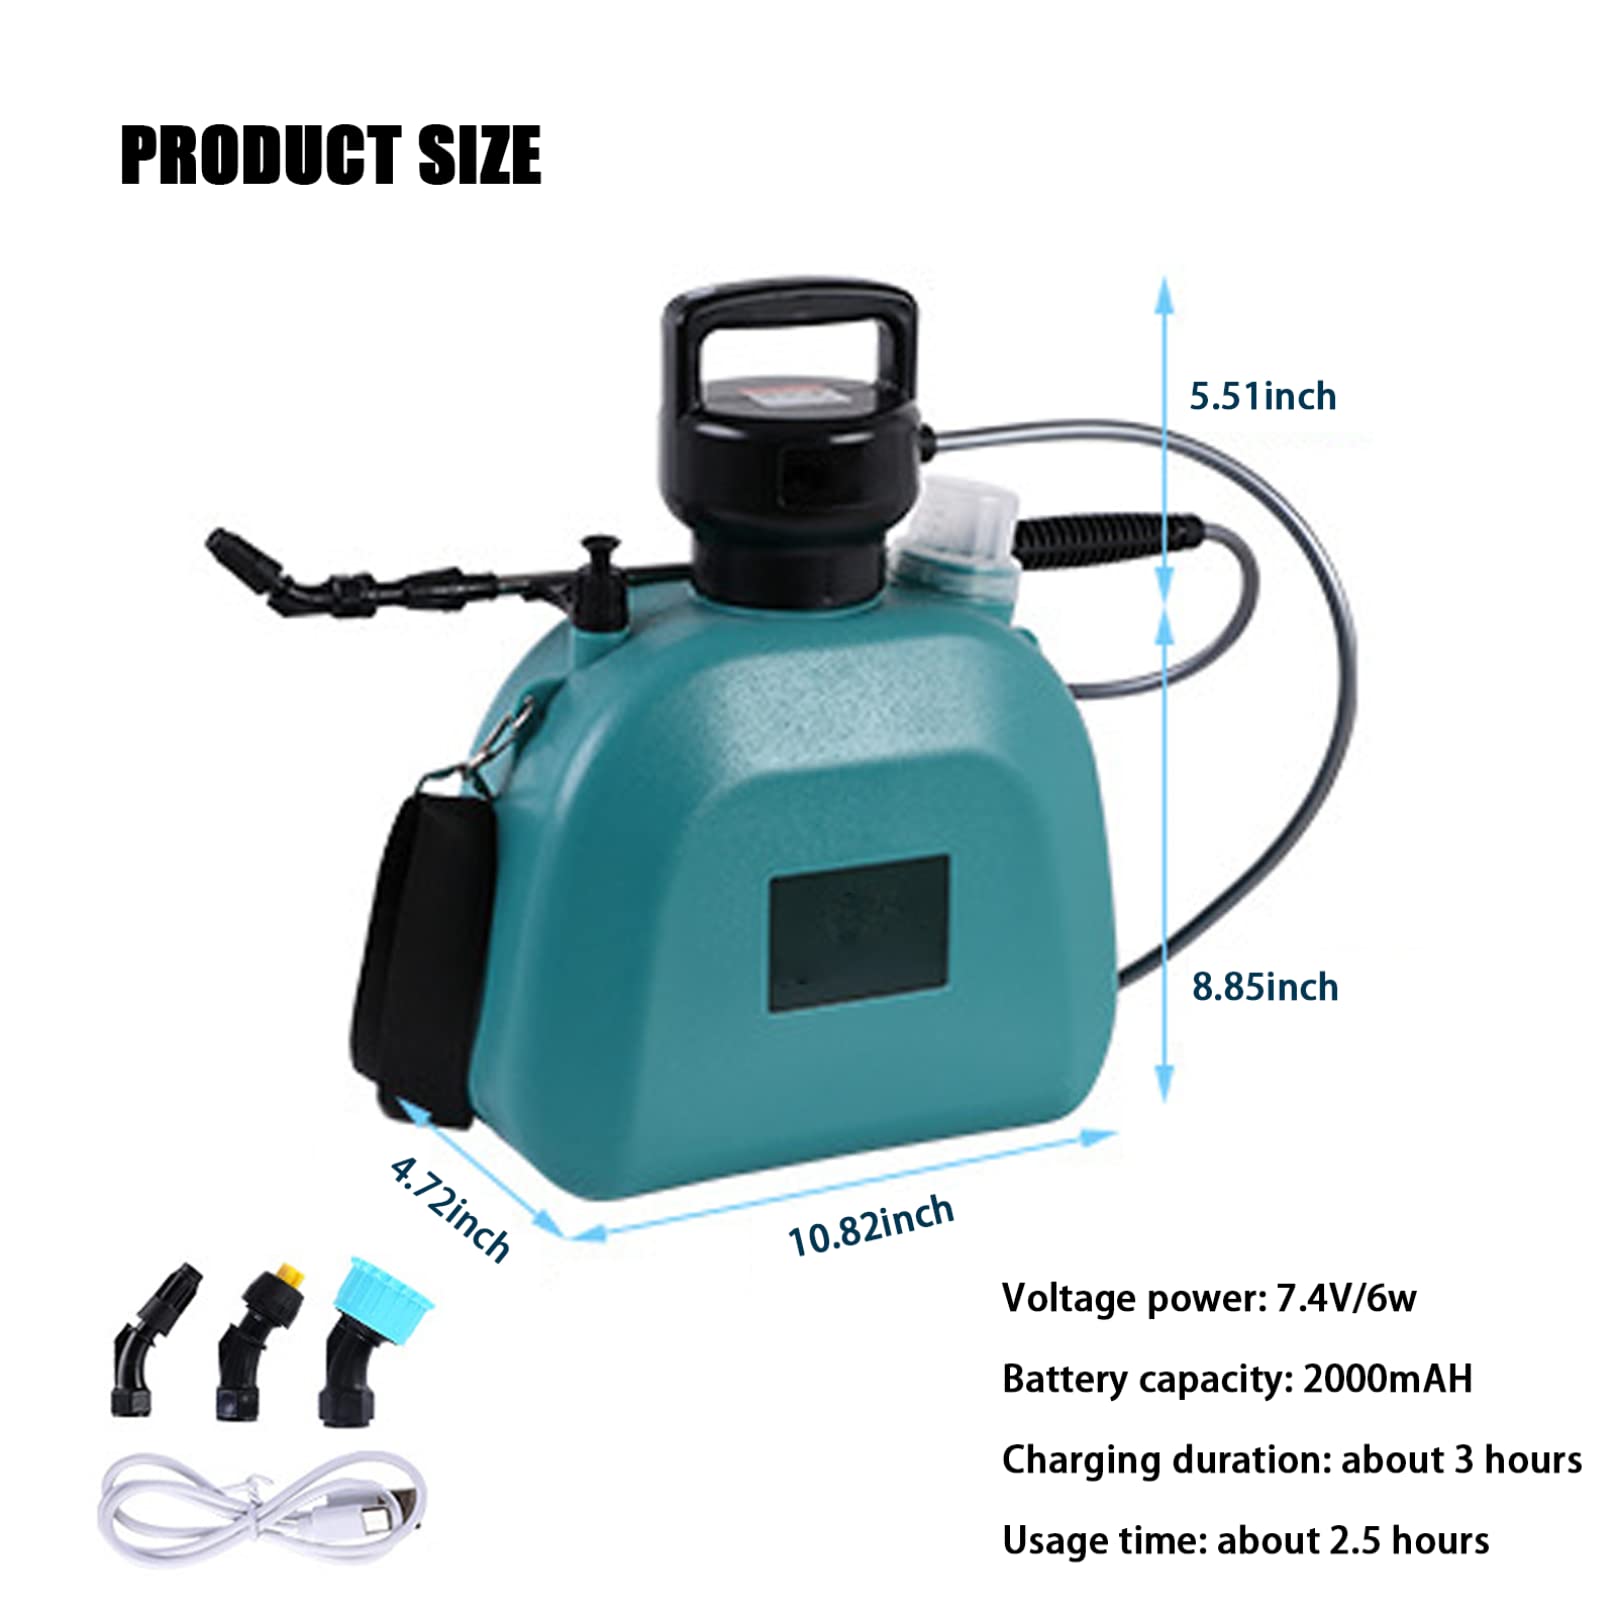 PRODUCT SIZE
5.51inch
8.85inch
4.72inch
10.82inch
Voltage power: 7.4V/6w
Battery capacity: 2000mAH
Charging duration: about 3 hours
Usage time: about 2.5 hours